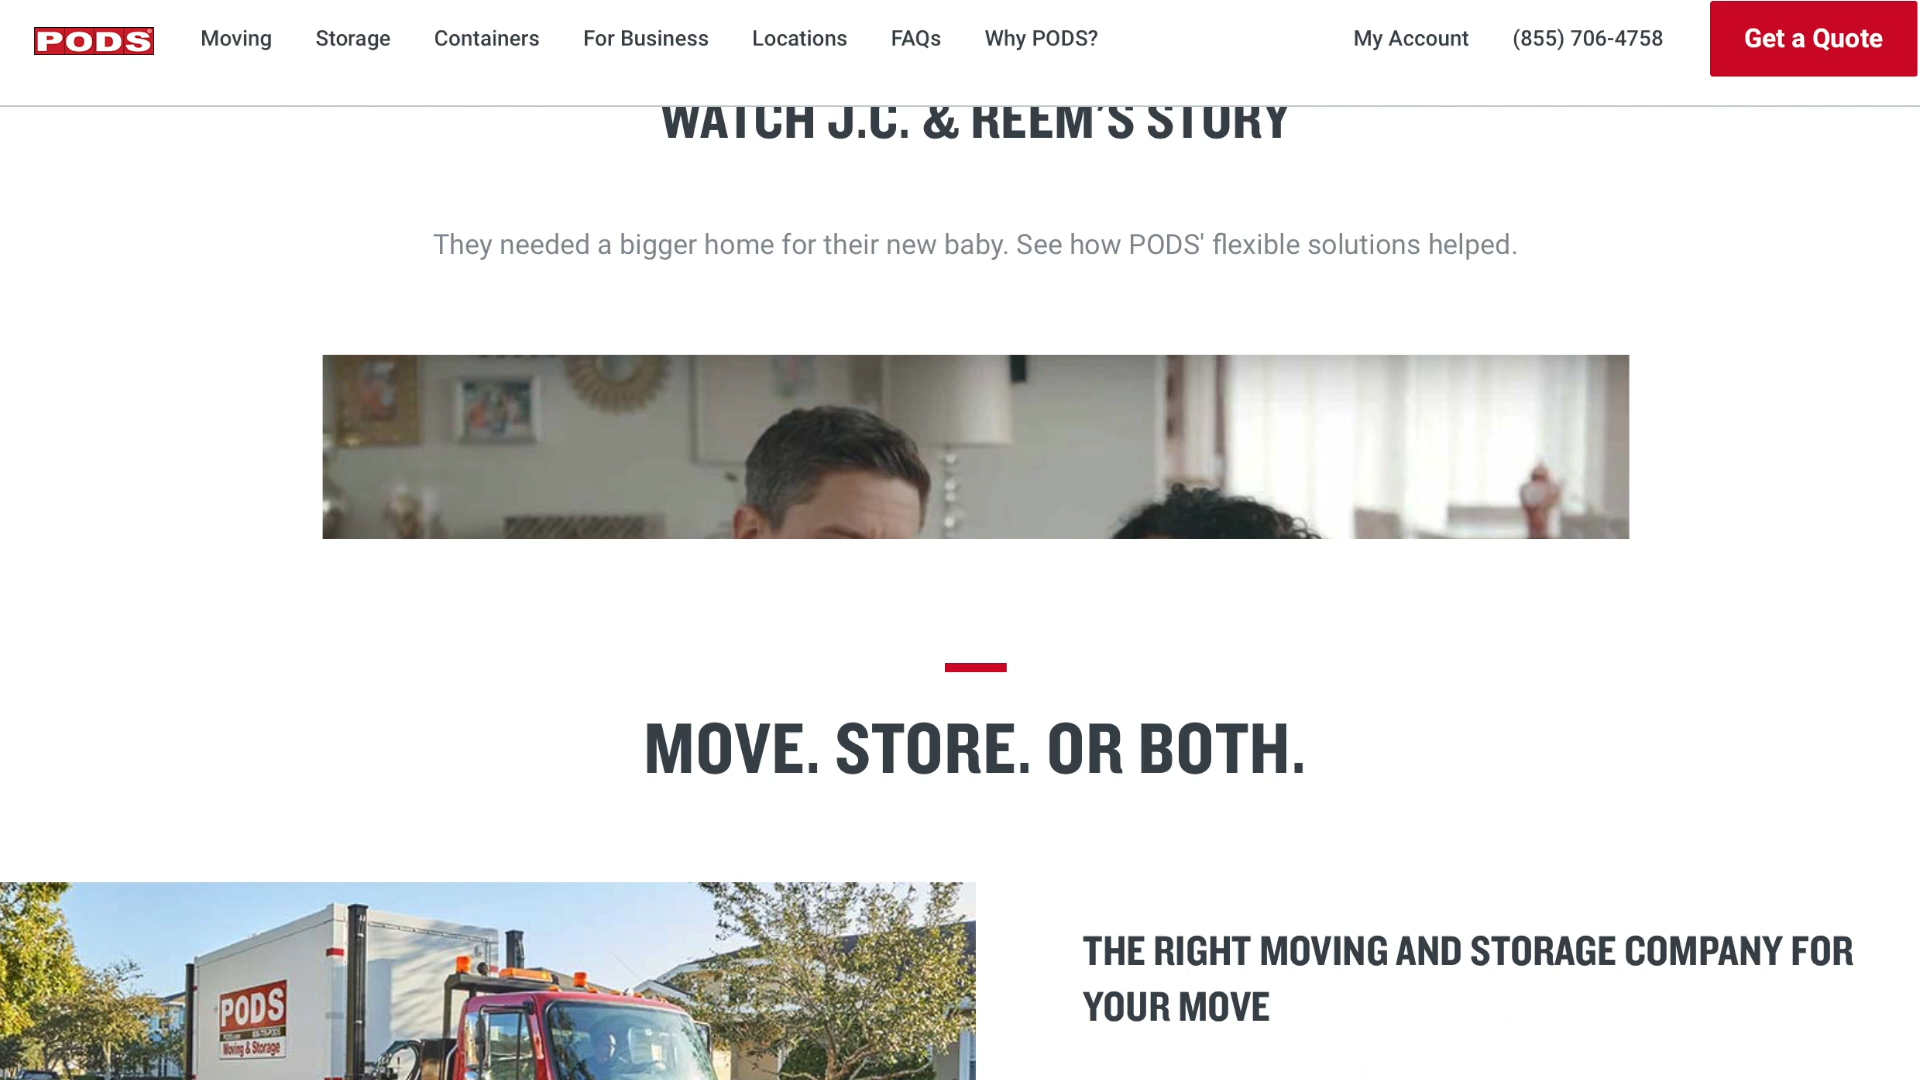 PODS
Moving
Storage
Containers
For Business
Locations
FAQs
Why PODS?
My Account
(855) 706-4758
Get a Quote
WATCH J.C. & REEM'S STORY
They needed a bigger home for their new baby. See how PODS' flexible solutions helped.
MOVE. STORE. OR BOTH.
PODS
Moving & Storage
THE RIGHT MOVING AND STORAGE COMPANY FOR
YOUR MOVE